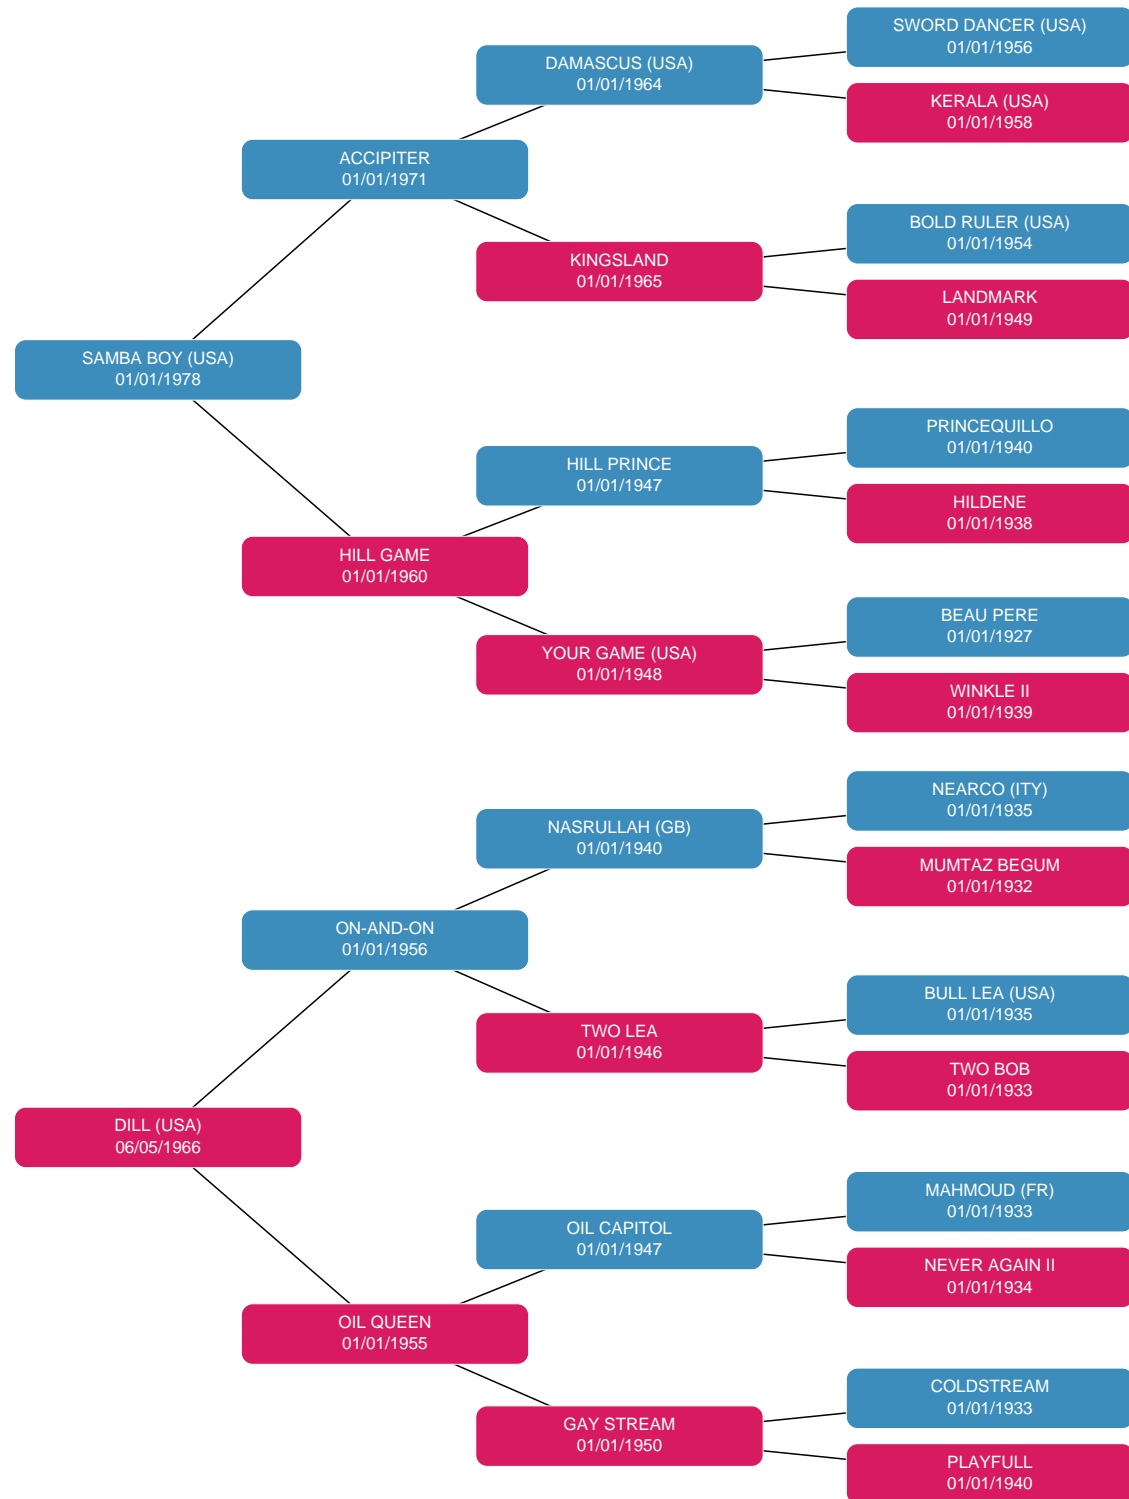 SWORD DANCER (USA)
01/01/1956
DAMASCUS (USA)
01/01/1964
KERALA (USA)
01/01/1958
ACCIPITER
01/01/1971
BOLD RULER (USA)
01/01/1954
KINGSLAND
01/01/1965
LANDMARK
01/01/1949
SAMBA BOY (USA)
01/01/1978
PRINCEQUILLO
01/01/1940
HILL PRINCE
01/01/1947
HILDENE
01/01/1938
HILL GAME
01/01/1960
BEAU PERE
01/01/1927
YOUR GAME (USA)
01/01/1948
WINKLE II
01/01/1939
NEARCO (ITY)
01/01/1935
NASRULLAH (GB)
01/01/1940
MUMTAZ BEGUM
01/01/1932
ON-AND-ON
01/01/1956
BULL LEA (USA)
01/01/1935
TWO LEA
01/01/1946
TWO BOB
01/01/1933
DILL (USA)
06/05/1966
MAHMOUD (FR)
01/01/1933
OIL CAPITOL
01/01/1947
NEVER AGAIN II
01/01/1934
OIL QUEEN
01/01/1955
COLDSTREAM
01/01/1933
GAY STREAM
01/01/1950
PLAYFULL
01/01/1940